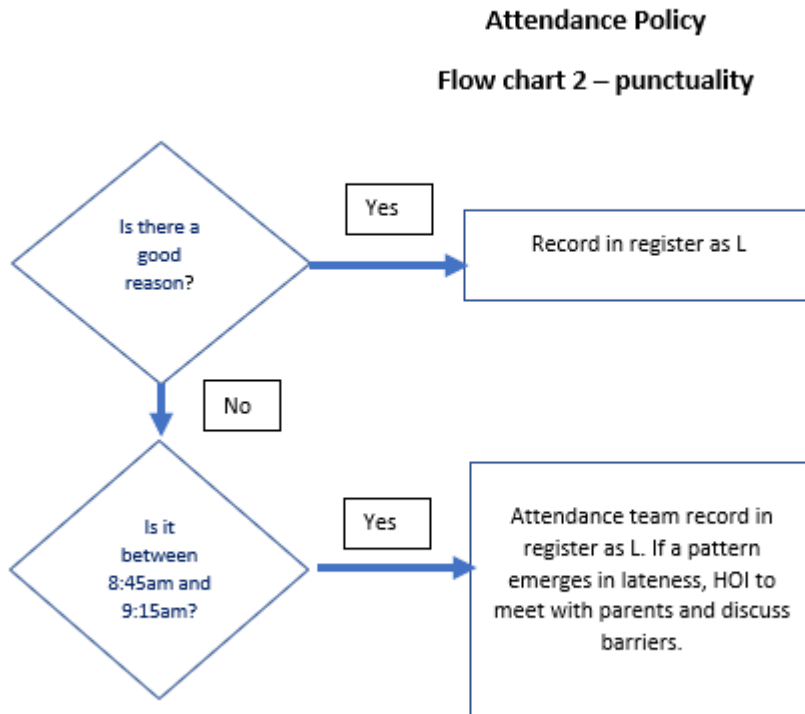 Attendance Policy
Flow chart 2 – punctuality
Is there a
good
reason?
Yes
Record in register as L
No
Is it
between
8:45am and
9:15am?
Yes
Attendance team record in
register as L. If a pattern
emerges in lateness, HOI to
meet with parents and discuss
barriers.